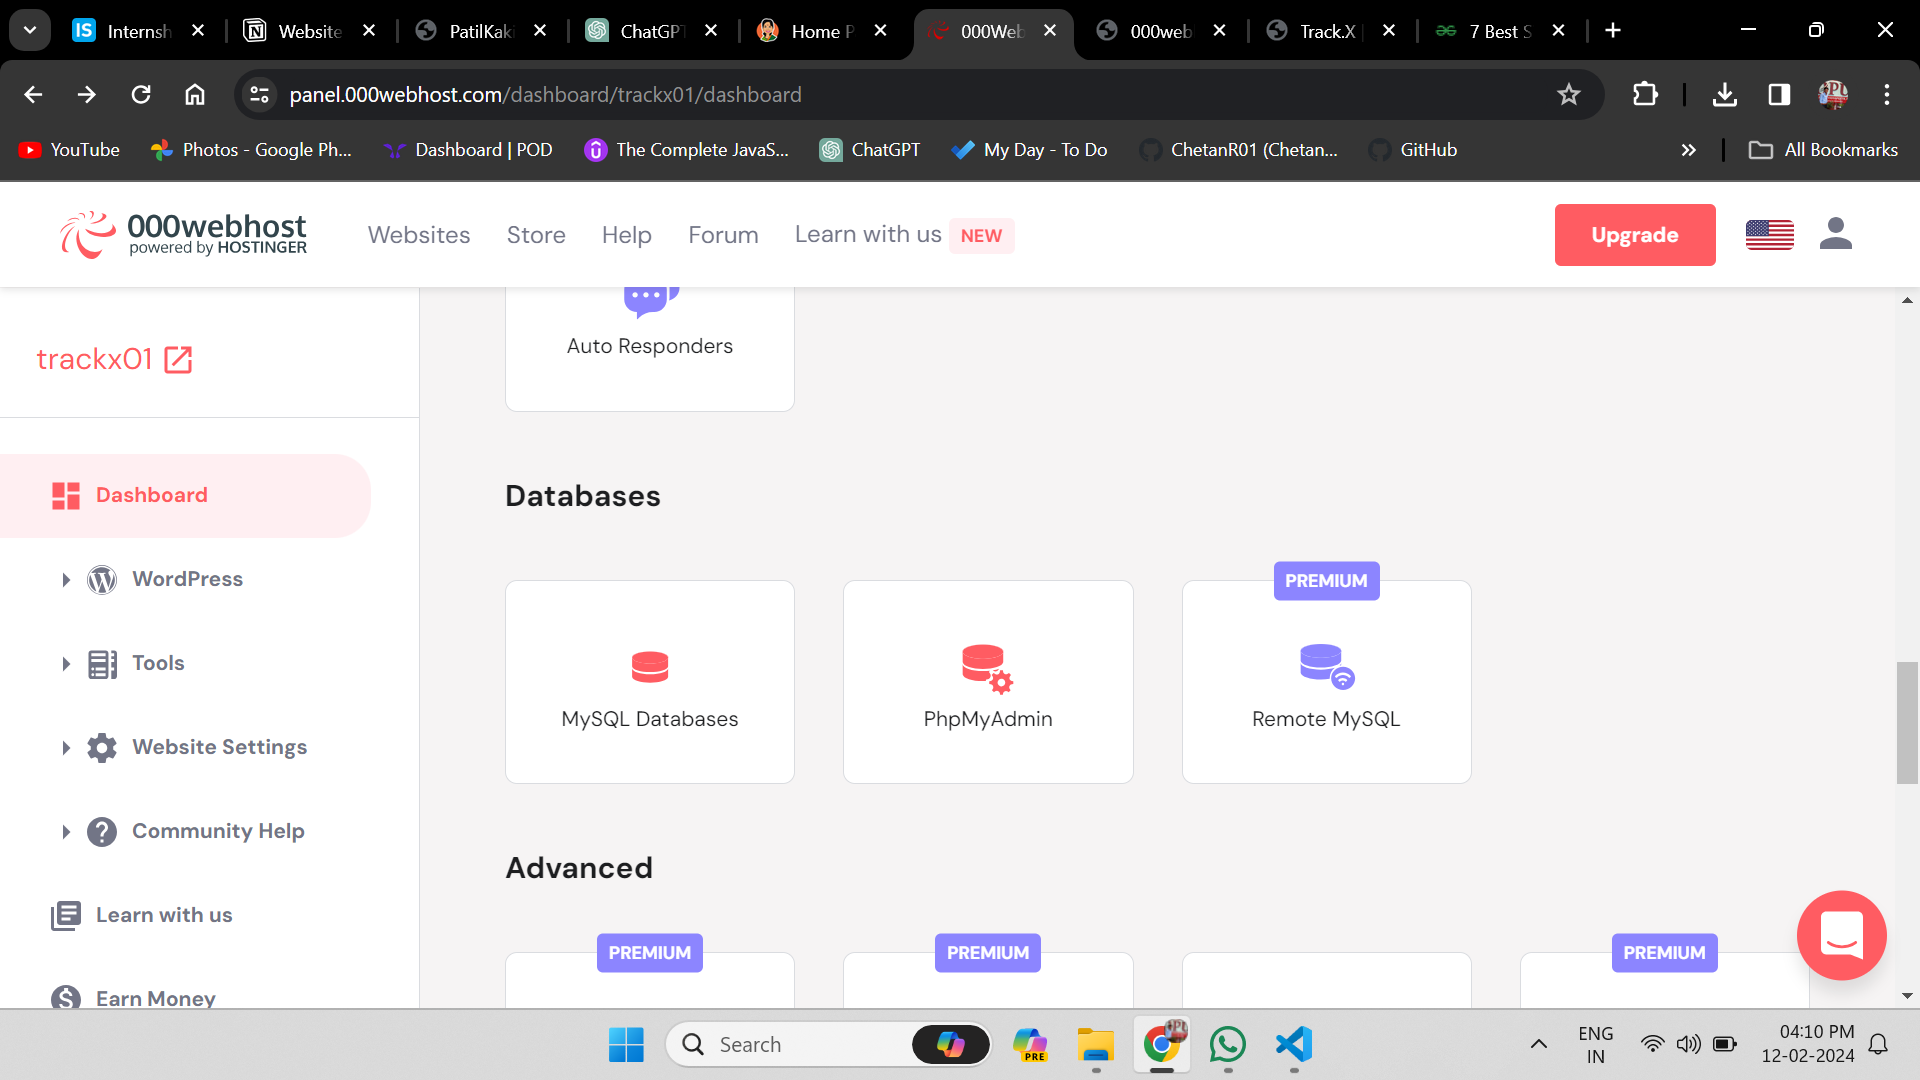 Internsh
Website
PatilKaki
ChatGPT
Home P
000Web
000web
Track.X |
7 Best S
panel.000webhost.com/dashboard/trackx01/dashboard
YouTube
Photos - Google Ph...
Dashboard | POD
The Complete JavaS...
ChatGPT
My Day - To Do
ChetanR01 (Chetan...
GitHub
All Bookmarks
000webhost
powered by HOSTINGER
Websites
Store
Help
Forum
Learn with us NEW
Upgrade
trackx01
Auto Responders
Dashboard
WordPress
Tools
Website Settings
Community Help
Learn with us
Earn Money
Databases
MySQL Databases
PhpMyAdmin
PREMIUM
Remote MySQL
Advanced
PREMIUM
PREMIUM
PREMIUM
Search
PRE
ENG
IN
04:10 PM
12-02-2024